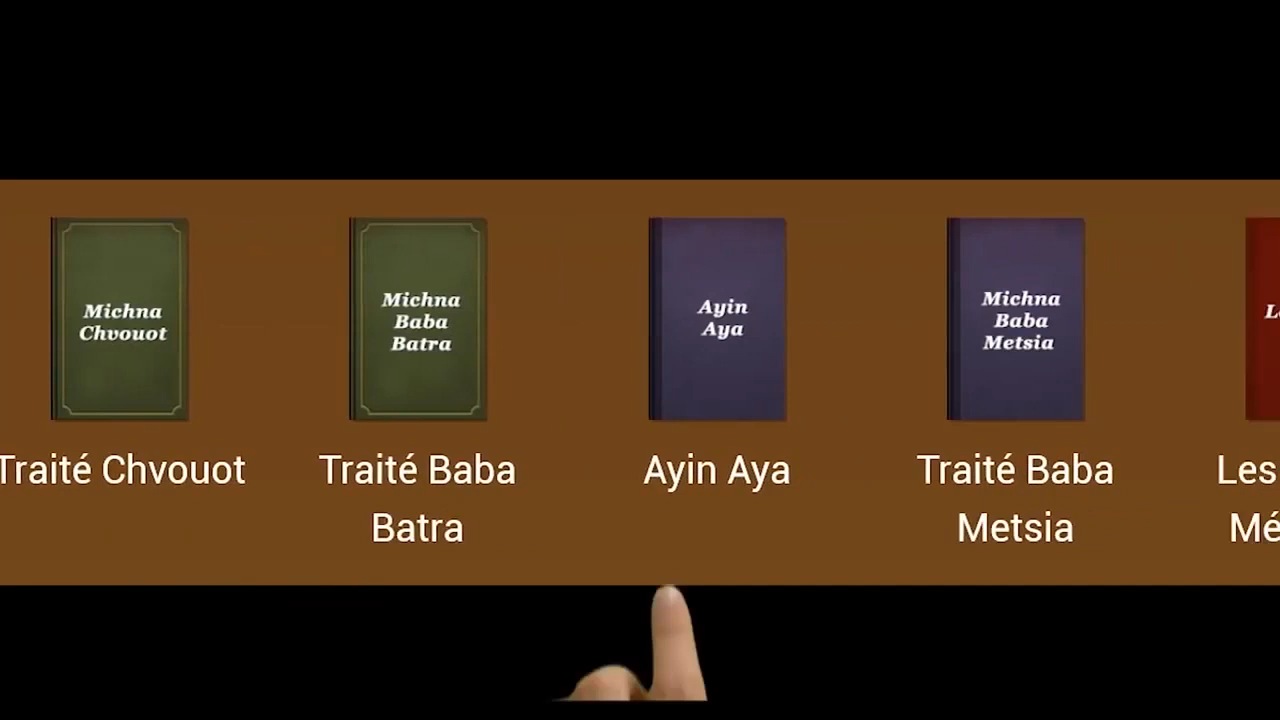 Michna
Chvouot
Michna
Baba
Batra
Ayin
Aya
Michna
Baba
Metsia
Traité Chvouot
Traité Baba
Batra
Ayin Aya
Traité Baba
Metsia
Les